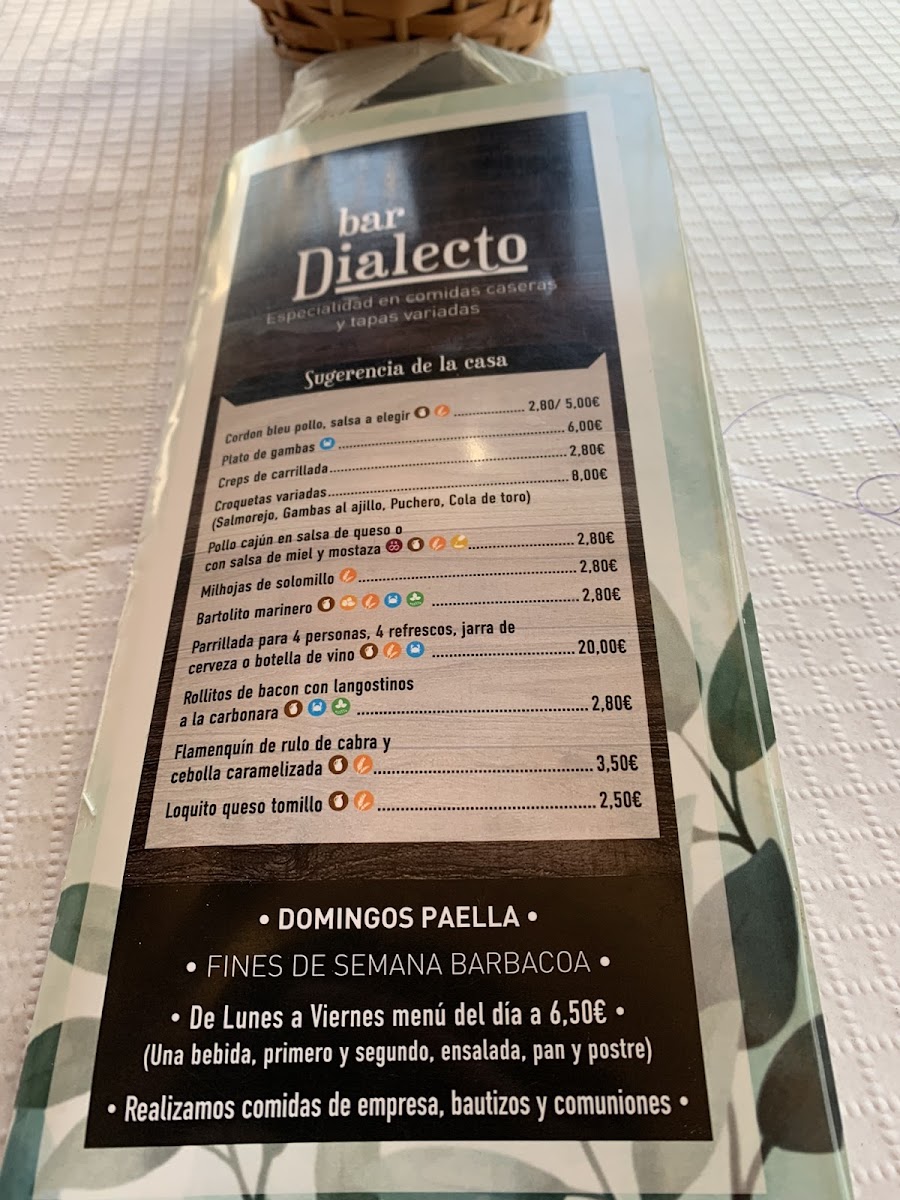 bar
Dialecto
Especialidad en comidas caseras
y tapas variadas
Sugerencia de la casa
Cordon bleu pollo, salsa a elegir ............ 2,80/ 5,00€
Plato de gambas ............ 6,00€
Creps de carrillada............ 2,80€
Croquetas variadas............ 8,00€
(Salmorejo, Gambas al ajillo, Puchero, Cola de toro)
Pollo cajún en salsa de queso o
con salsa de miel y mostaza ............ 2,80€
Milhojas de solomillo ............ 2,80€
Bartolito marinero ............ 2,80€
Parrillada para 4 personas, 4 refrescos, jarra de
cerveza o botella de vino ............ 20,00€
Rollitos de bacon con langostinos
a la carbonara ............ 2,80€
Flamenquín de rulo de cabra y
cebolla caramelizada ............ 3,50€
Loquito queso tomillo ............ 2,50€
• DOMINGOS PAELLA •
• FINES DE SEMANA BARBACOA •
• De Lunes a Viernes menú del día a 6,50€ •
(Una bebida, primero y segundo, ensalada, pan y postre)
• Realizamos comidas de empresa, bautizos y comuniones •